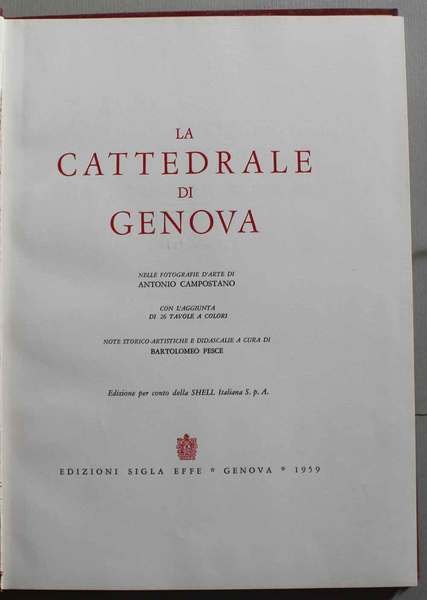 LA
CATTEDRALE
DI
GENOVA
NELLE FOTOGRAFIE D'ARTE DI
ANTONIO CAMPOSTANO
CON L'AGGIUNTA
DI 26 TAVOLE A COLORI
NOTE STORICO-ARTISTICHE E DIDASCALIE A CURA DI
BARTOLOMEO PESCE
Edizione per conto della SHELL Italiana S. p. A.
EDIZIONI SIGLA EFFE * GENOVA * 1959